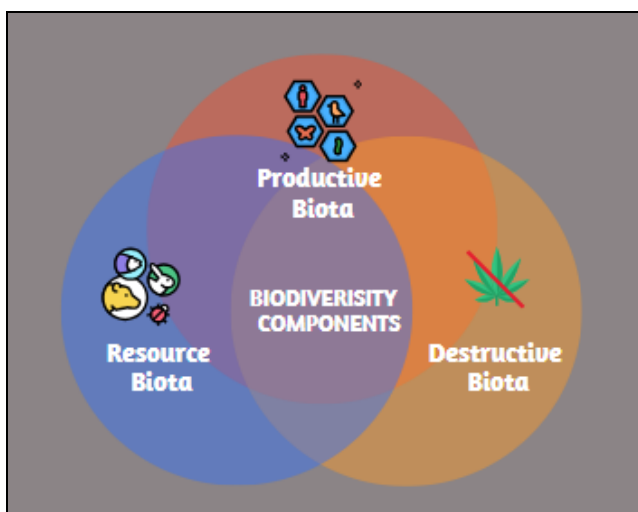 Productive
Biota
BIODIVERISITY
COMPONENTS
Resource
Biota
Destructive
Biota